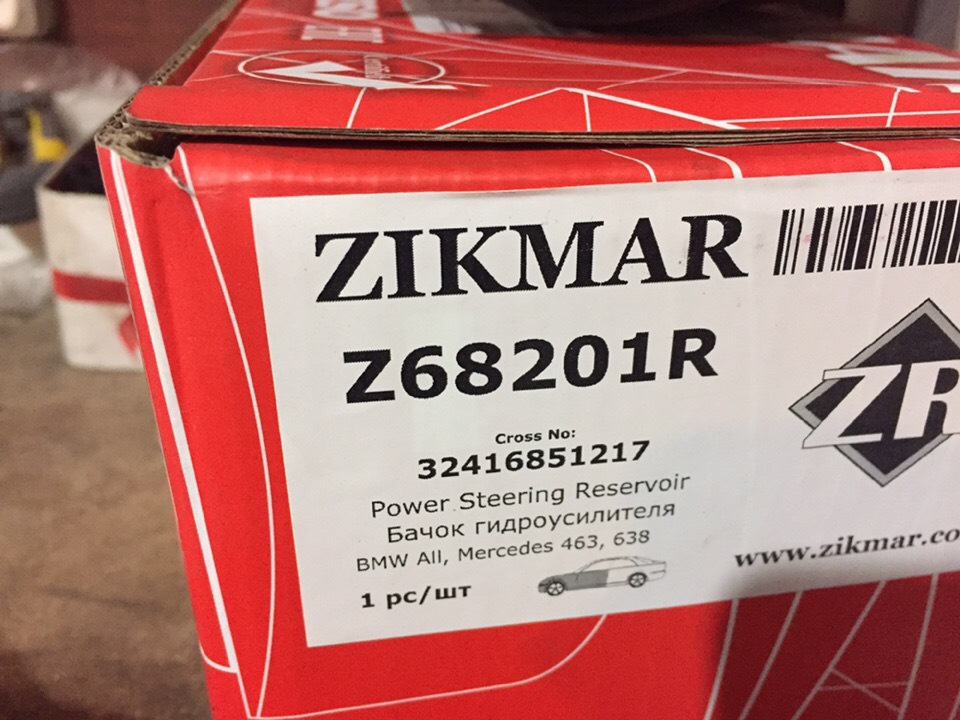 ZIKMAR
Z68201R
ZR
Cross No:
32416851217
Power Steering Reservoir
Бачок гидроусилителя
BMW All, Mercedes 463, 638
1 pc/шт
www.zikmar.co